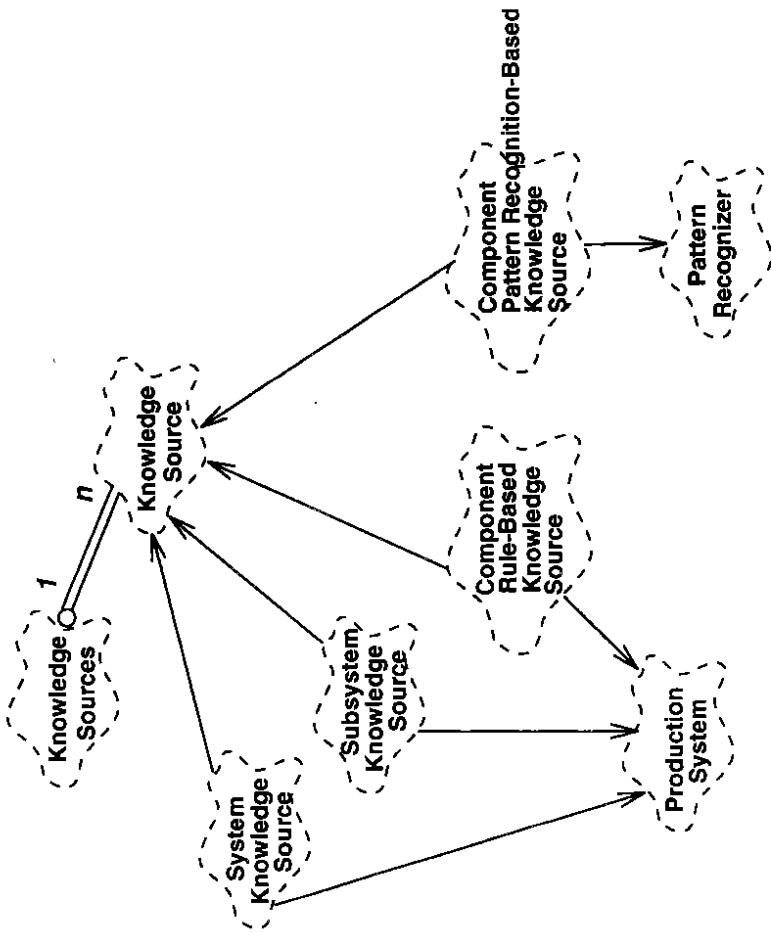 Knowledge
Sources
1
n
Knowledge
Source
System
Knowledge
Source
Subsystem
Knowledge
Source
Component
Rule-Based
Knowledge
Source
Component
Pattern Recognition-Based
Knowledge
Source
Production
System
Pattern
Recognizer